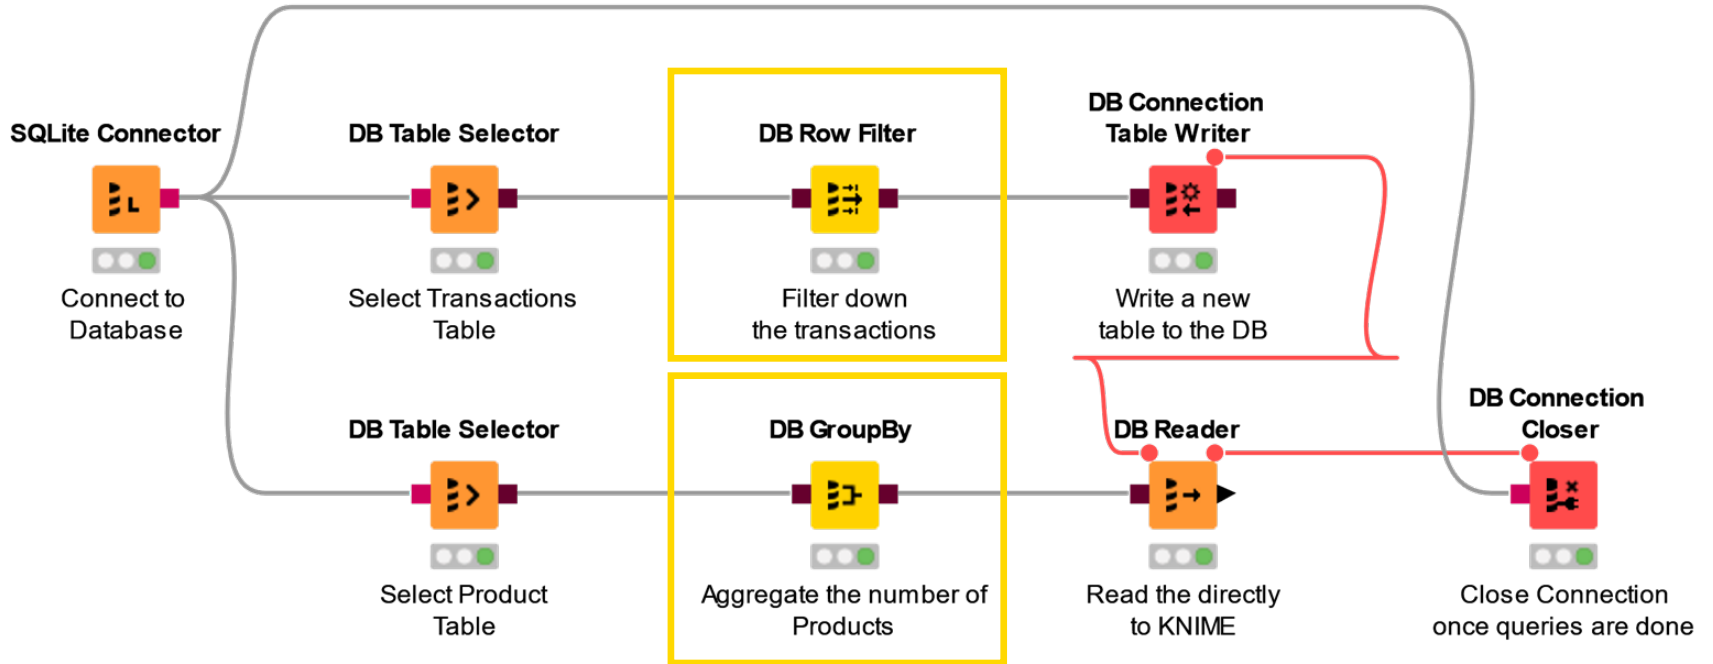 SQLite Connector
Connect to
Database
DB Table Selector
Select Transactions
Table
DB Row Filter
Filter down
the transactions
DB Connection
Table Writer
Write a new
table to the DB
DB Table Selector
Select Product
Table
DB GroupBy
Aggregate the number of
Products
DB Reader
Read the directly
to KNIME
DB Connection
Closer
Close Connection
once queries are done